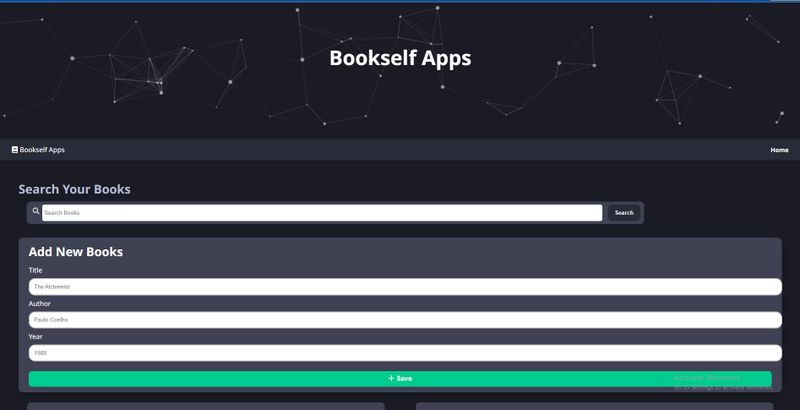 Bookself Apps
Bookself Apps
Home
Search Your Books
Search Books
Search
Add New Books
Title
The Alchemist
Author
Paulo Coelho
Year
1988
+ Save
Activate Windows
Go to Settings to activate Windows.